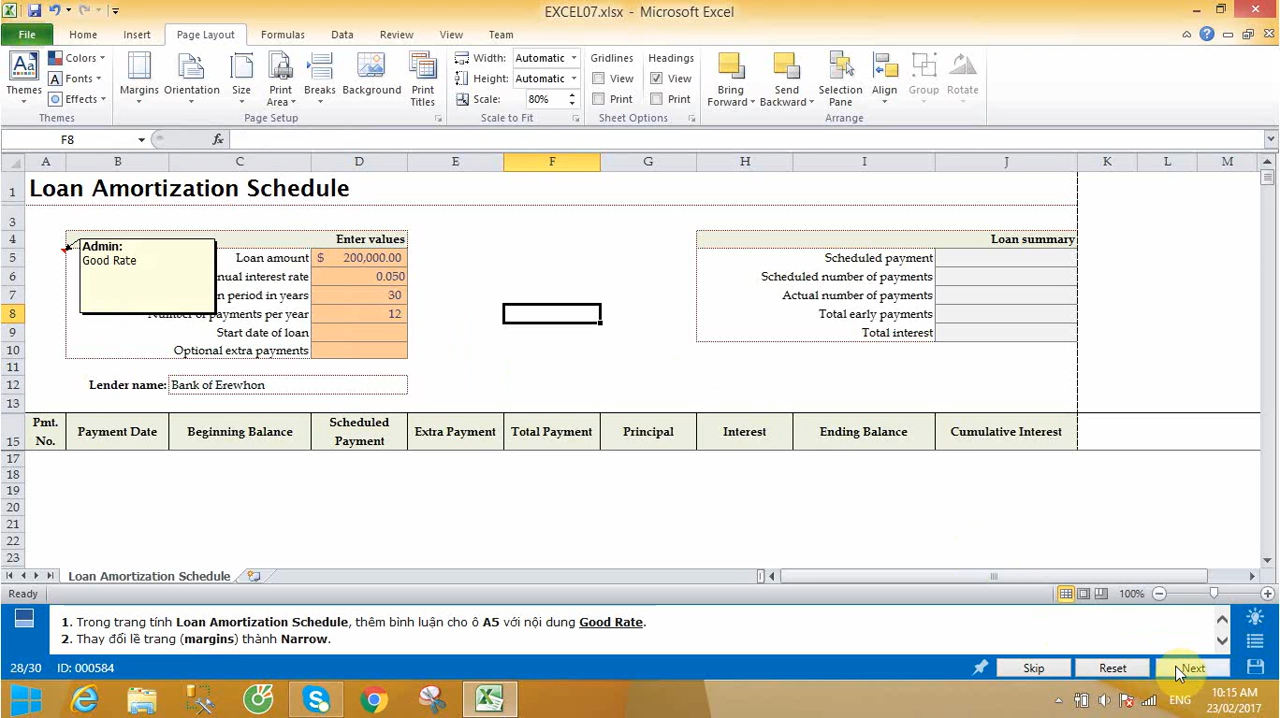 EXCEL07.xlsx - Microsoft Excel
File Home Insert Page Layout Formulas Data Review View Team
Themes Colors Fonts Effects
Themes
Margins Orientation Size Print Area Breaks Background Print Titles
Page Setup
Width: Automatic
Height: Automatic
Scale: 80%
Scale to Fit
Gridlines Headings
View View
Print Print
Sheet Options
Bring Forward Send Backward Selection Pane Align Group Rotate
Arrange
F8 fx
A B C D E F G H I J K L M
1 Loan Amortization Schedule
3
4 Enter values Loan summary
Admin:
Good Rate
5 Loan amount $ 200,000.00 Scheduled payment
6 nual interest rate 0.050 Scheduled number of payments
7 n period in years 30 Actual number of payments
8 Number of payments per year 12 Total early payments
9 Start date of loan Total interest
10 Optional extra payments
11
12 Lender name: Bank of Erewhon
13
15 Pmt. No. Payment Date Beginning Balance Scheduled Payment Extra Payment Total Payment Principal Interest Ending Balance Cumulative Interest
17
18
19
20
21
22
23
Loan Amortization Schedule
Ready 100%
1. Trong trang tính Loan Amortization Schedule, thêm bình luận cho ô A5 với nội dung Good Rate.
2. Thay đổi lề trang (margins) thành Narrow.
28/30 ID: 000584 Skip Reset Next
ENG 10:15 AM
23/02/2017